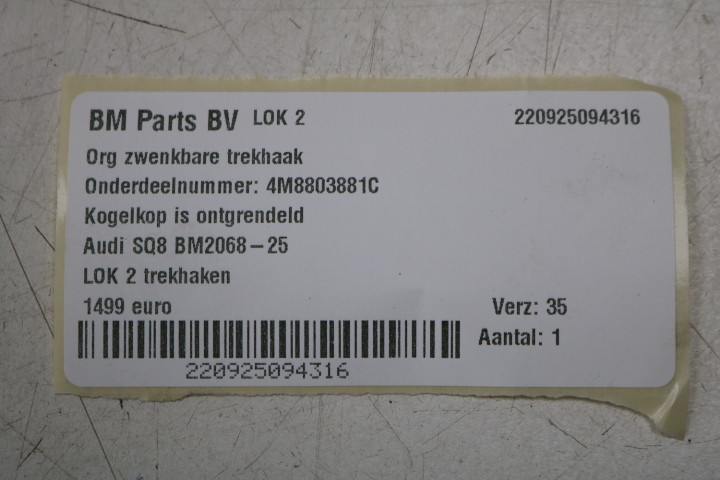 BM Parts BV LOK 2 220925094316
Org zwenkbare trekhaak
Onderdeelnummer: 4M8803881C
Kogelkop is ontgrendeld
Audi SQ8 BM2068-25
LOK 2 trekhaken
1499 euro Verz: 35
Aantal: 1
220925094316